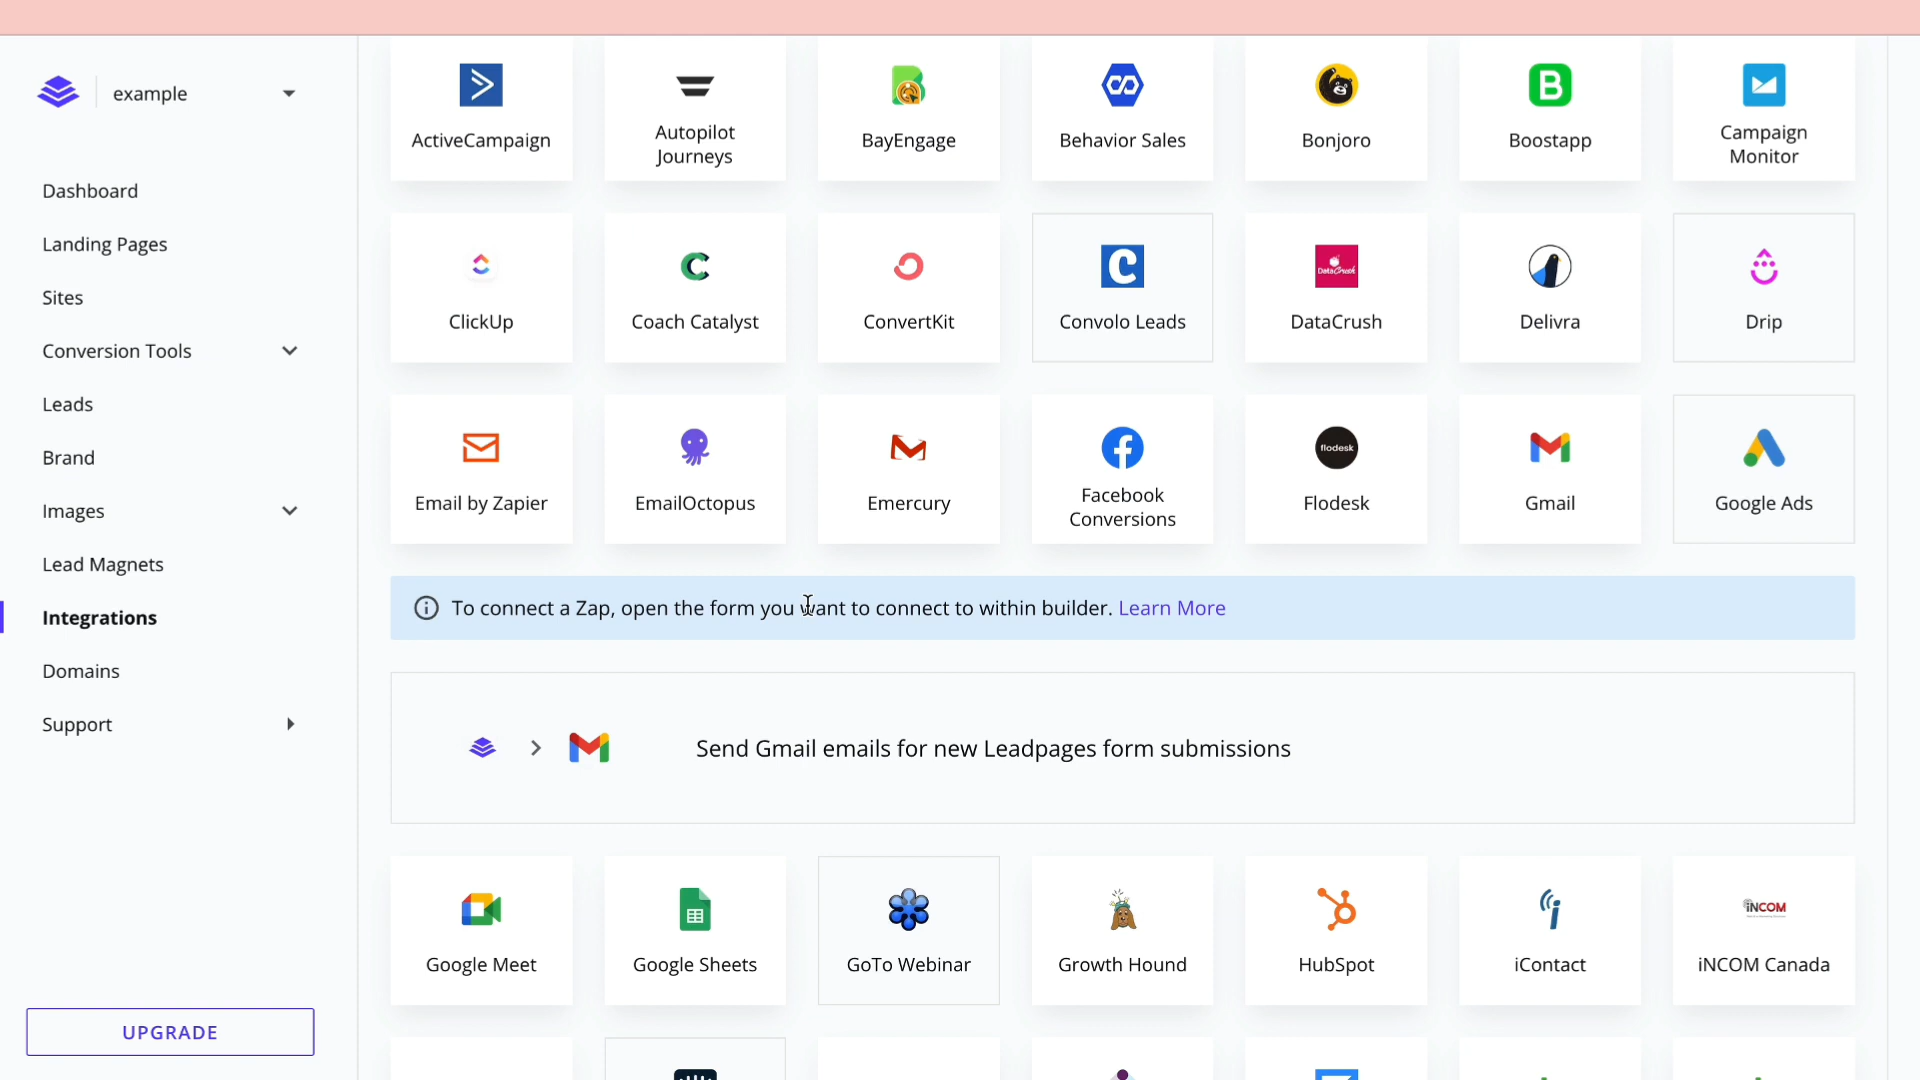 example
Dashboard
Landing Pages
Sites
Conversion Tools
Leads
Brand
Images
Lead Magnets
Integrations
Domains
Support
UPGRADE
ActiveCampaign
Autopilot
Journeys
BayEngage
Behavior Sales
Bonjoro
B
Boostapp
Campaign
Monitor
ClickUp
C
Coach Catalyst
ConvertKit
C
Convolo Leads
DataCrush
DataCrush
Delivra
Drip
Email by Zapier
EmailOctopus
Emercury
Facebook
Conversions
flodesk
Flodesk
Gmail
Google Ads
To connect a Zap, open the form you want to connect to within builder. Learn More
Send Gmail emails for new Leadpages form submissions
Google Meet
Google Sheets
GoTo Webinar
Growth Hound
HubSpot
i
iContact
iNCOM
iNCOM Canada